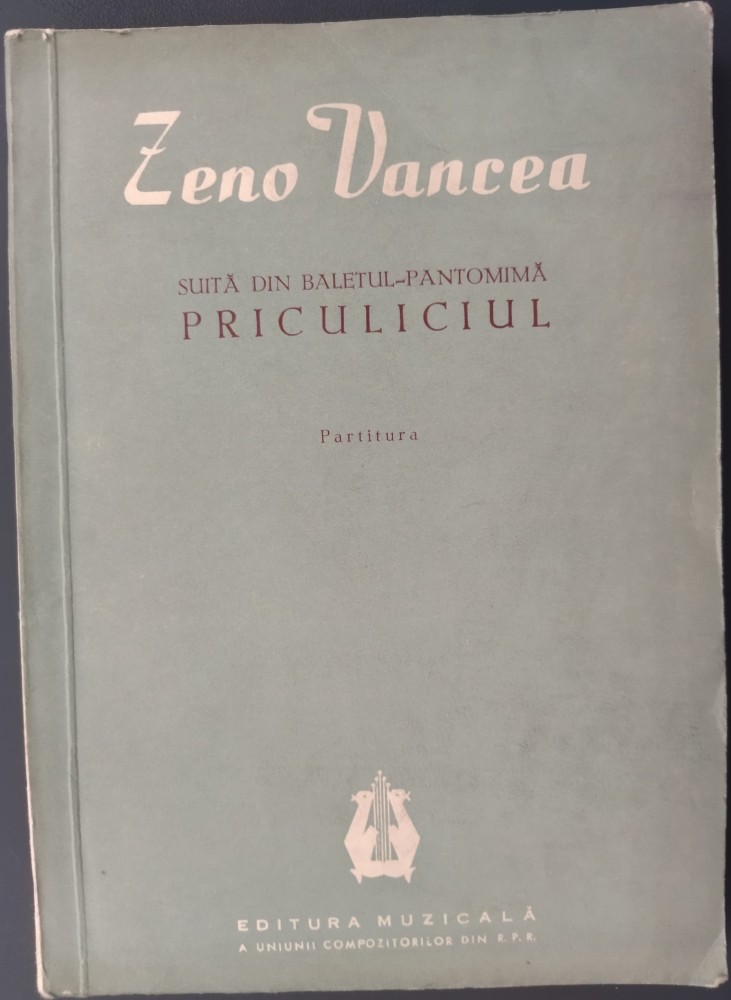 Zeno Vancea
SUITĂ DIN BALETUL-PANTOMIMĂ
PRICULICIUL
Partitura
EDITURA MUZICALĂ
A UNIUNII COMPOZITORILOR DIN R.P.R.